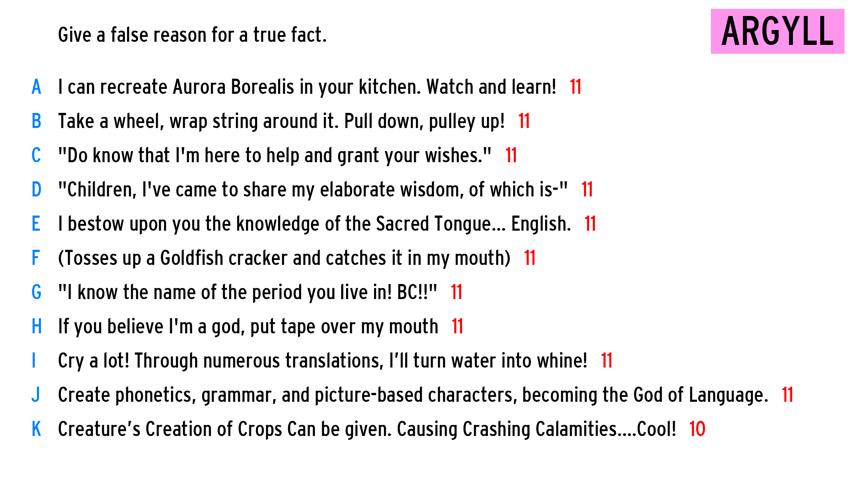 Give a false reason for a true fact.
ARGYLL
A I can recreate Aurora Borealis in your kitchen. Watch and learn! 11
B Take a wheel, wrap string around it. Pull down, pulley up! 11
C "Do know that I'm here to help and grant your wishes." 11
D "Children, I've came to share my elaborate wisdom, of which is-" 11
E I bestow upon you the knowledge of the Sacred Tongue... English. 11
F (Tosses up a Goldfish cracker and catches it in my mouth) 11
G "I know the name of the period you live in! BC!!" 11
H If you believe I'm a god, put tape over my mouth 11
I Cry a lot! Through numerous translations, I'll turn water into whine! 11
J Create phonetics, grammar, and picture-based characters, becoming the God of Language. 11
K Creature's Creation of Crops Can be given. Causing Crashing Calamities....Cool! 10